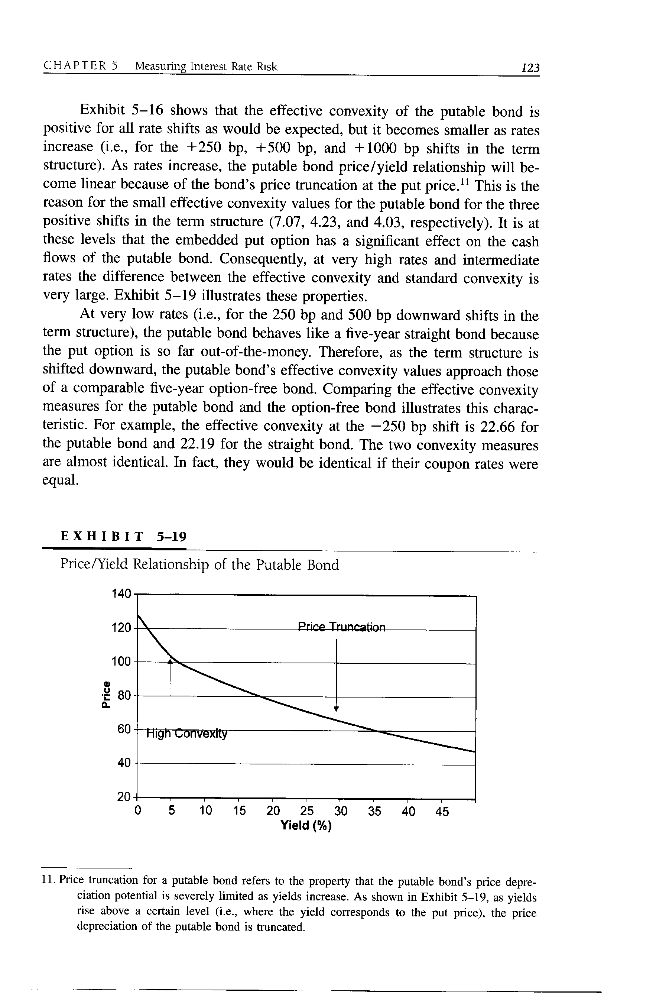 CHAPTER 5 Measuring Interest Rate Risk 123
Exhibit 5–16 shows that the effective convexity of the putable bond is
positive for all rate shifts as would be expected, but it becomes smaller as rates
increase (i.e., for the +250 bp, +500 bp, and +1000 bp shifts in the term
structure). As rates increase, the putable bond price/yield relationship will be-
come linear because of the bond's price truncation at the put price.¹¹ This is the
reason for the small effective convexity values for the putable bond for the three
positive shifts in the term structure (7.07, 4.23, and 4.03, respectively). It is at
these levels that the embedded put option has a significant effect on the cash
flows of the putable bond. Consequently, at very high rates and intermediate
rates the difference between the effective convexity and standard convexity is
very large. Exhibit 5–19 illustrates these properties.
At very low rates (i.e., for the 250 bp and 500 bp downward shifts in the
term structure), the putable bond behaves like a five-year straight bond because
the put option is so far out-of-the-money. Therefore, as the term structure is
shifted downward, the putable bond's effective convexity values approach those
of a comparable five-year option-free bond. Comparing the effective convexity
measures for the putable bond and the option-free bond illustrates this charac-
teristic. For example, the effective convexity at the −250 bp shift is 22.66 for
the putable bond and 22.19 for the straight bond. The two convexity measures
are almost identical. In fact, they would be identical if their coupon rates were
equal.
EXHIBIT 5–19
Price/Yield Relationship of the Putable Bond
140
120
100
80
60
40
20
Price
Price Truncation
High Convexity
0 5 10 15 20 25 30 35 40 45
Yield (%)
11. Price truncation for a putable bond refers to the property that the putable bond's price depre-
ciation potential is severely limited as yields increase. As shown in Exhibit 5–19, as yields
rise above a certain level (i.e., where the yield corresponds to the put price), the price
depreciation of the putable bond is truncated.